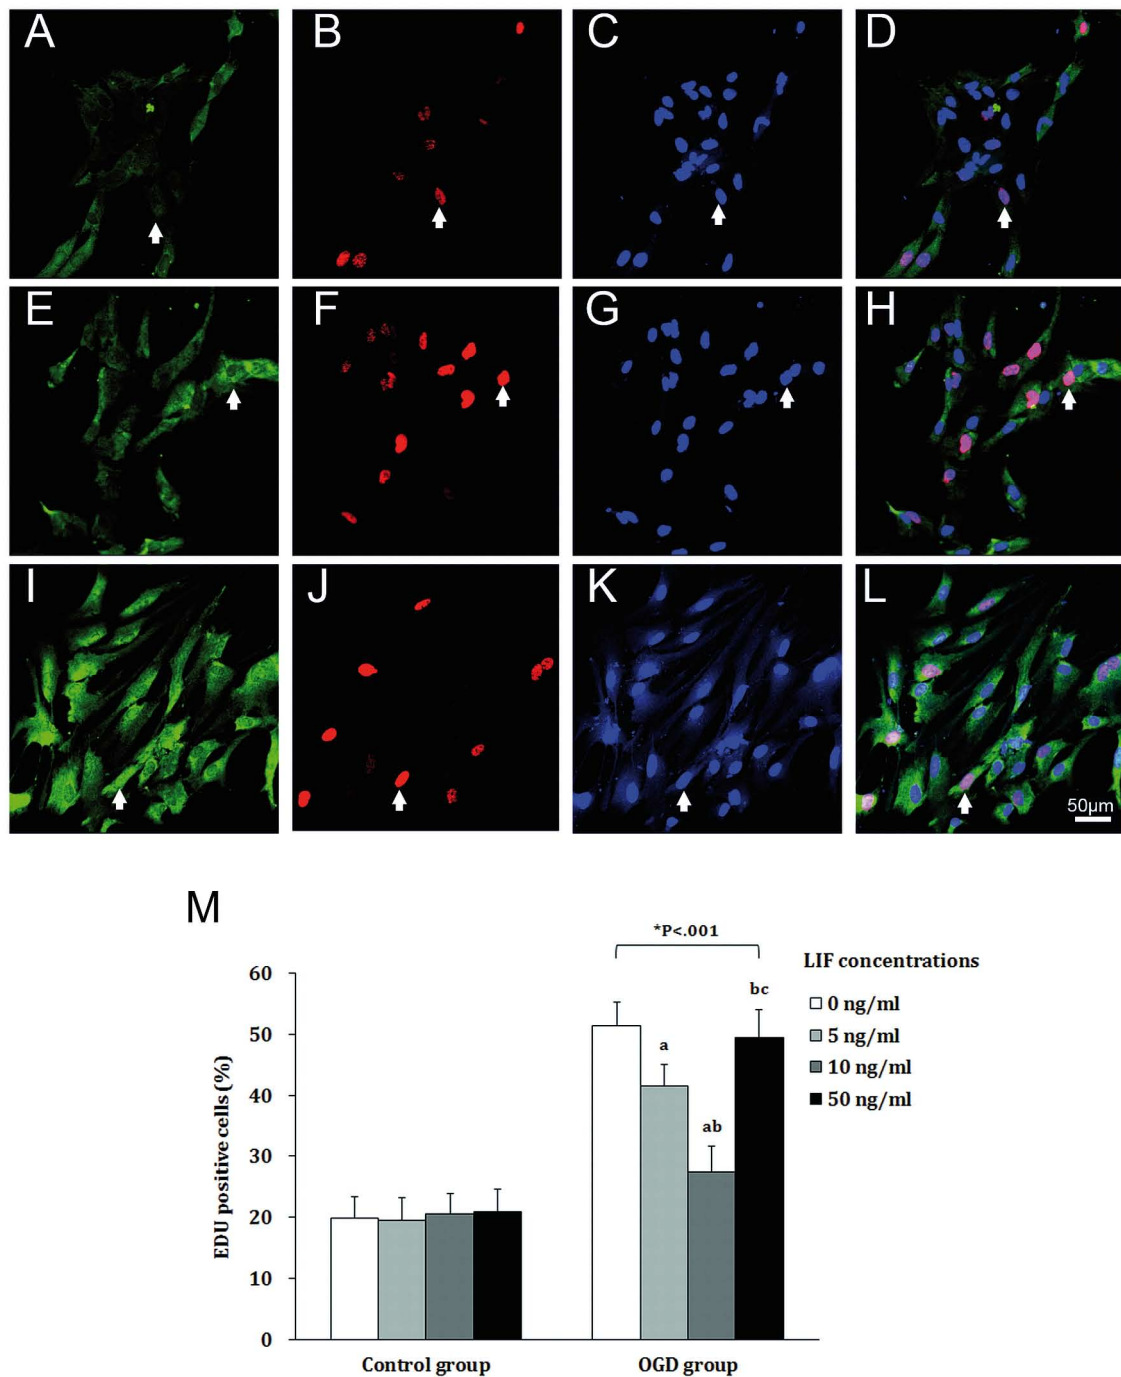 A B C D
E F G H
I J K L
50μm
M
*P<.001
LIF concentrations
0 ng/ml
5 ng/ml
10 ng/ml
50 ng/ml
EDU positive cells (%)
60
50
40
30
20
10
0
a
ab
bc
Control group OGD group